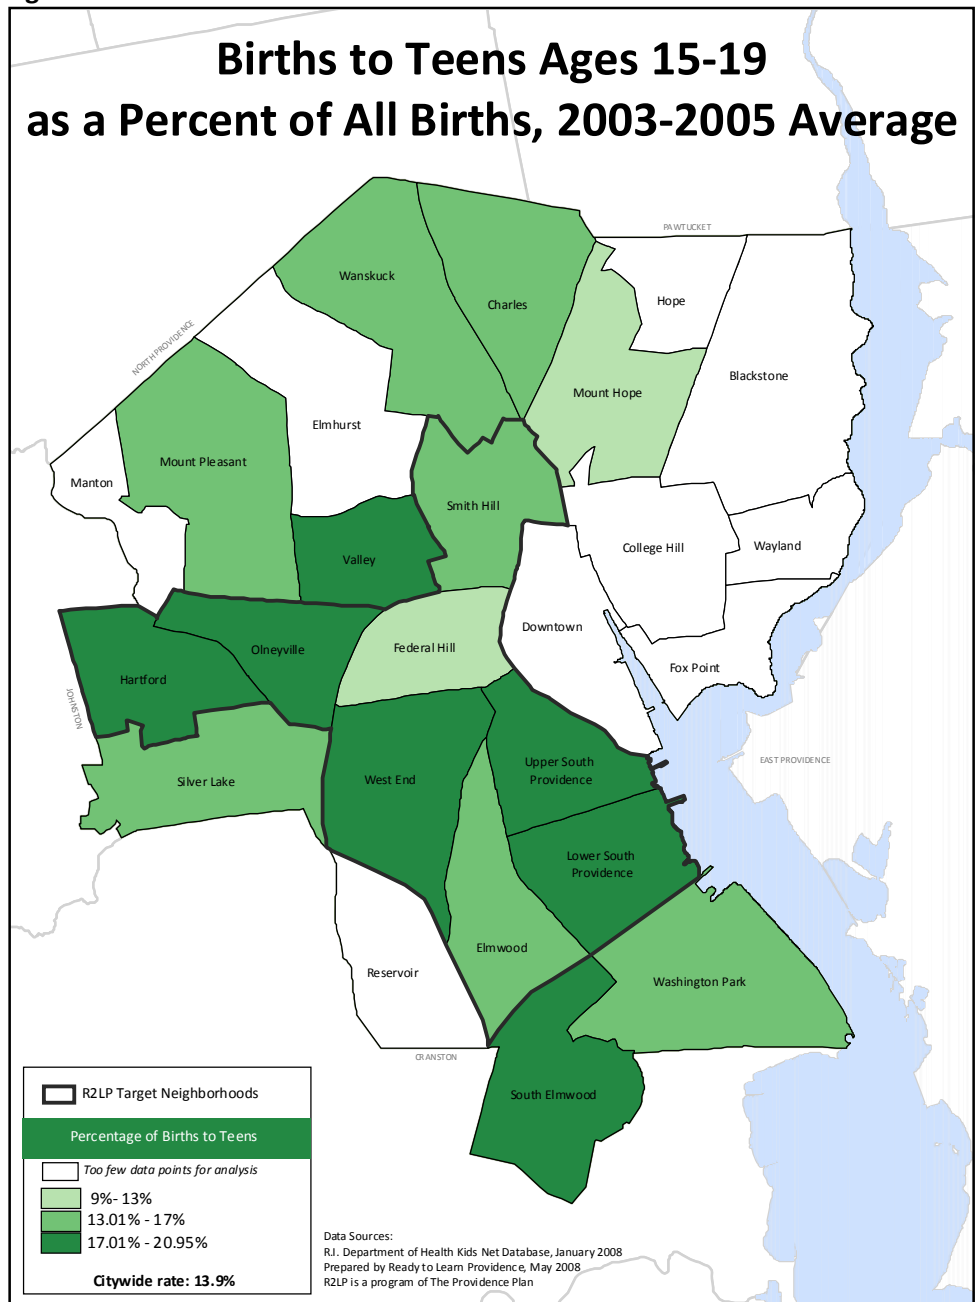 Births to Teens Ages 15-19
as a Percent of All Births, 2003-2005 Average
PAWTUCKET
Wanskuck
Charles
Hope
NORTH PROVIDENCE
Blackstone
Mount Hope
Elmhurst
Mount Pleasant
Manton
Smith Hill
College Hill
Wayland
Valley
Downtown
Olneyville
Federal Hill
Fox Point
Hartford
JOHNSTON
EAST PROVIDENCE
Silver Lake
West End
Upper South
Providence
Lower South
Providence
Elmwood
Reservoir
Washington Park
CRANSTON
South Elmwood
R2LP Target Neighborhoods
Percentage of Births to Teens
Too few data points for analysis
9%- 13%
13.01% - 17%
17.01% - 20.95%
Citywide rate: 13.9%
Data Sources:
R.I. Department of Health Kids Net Database, January 2008
Prepared by Ready to Learn Providence, May 2008
R2LP is a program of The Providence Plan